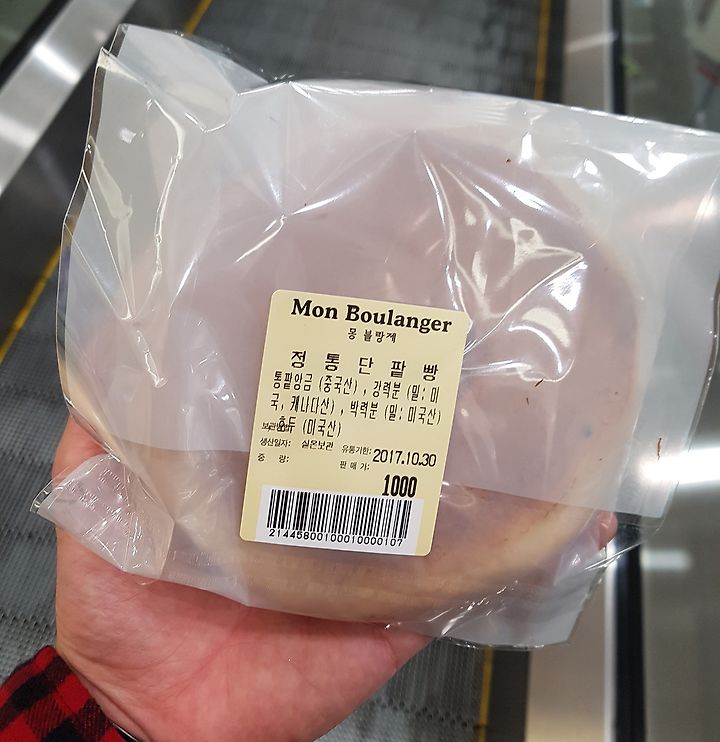 Mon Boulanger
몽 블랑제
정통단팥빵
통팥앙금 (중국산) , 강력분 (밀; 미
국, 캐나다산) , 박력분 (밀; 미국산)
호두 (미국산)
생산일자: 실온보관 유통기한: 2017.10.30
중 량: 판 매 가:
1000
21445800100010000107